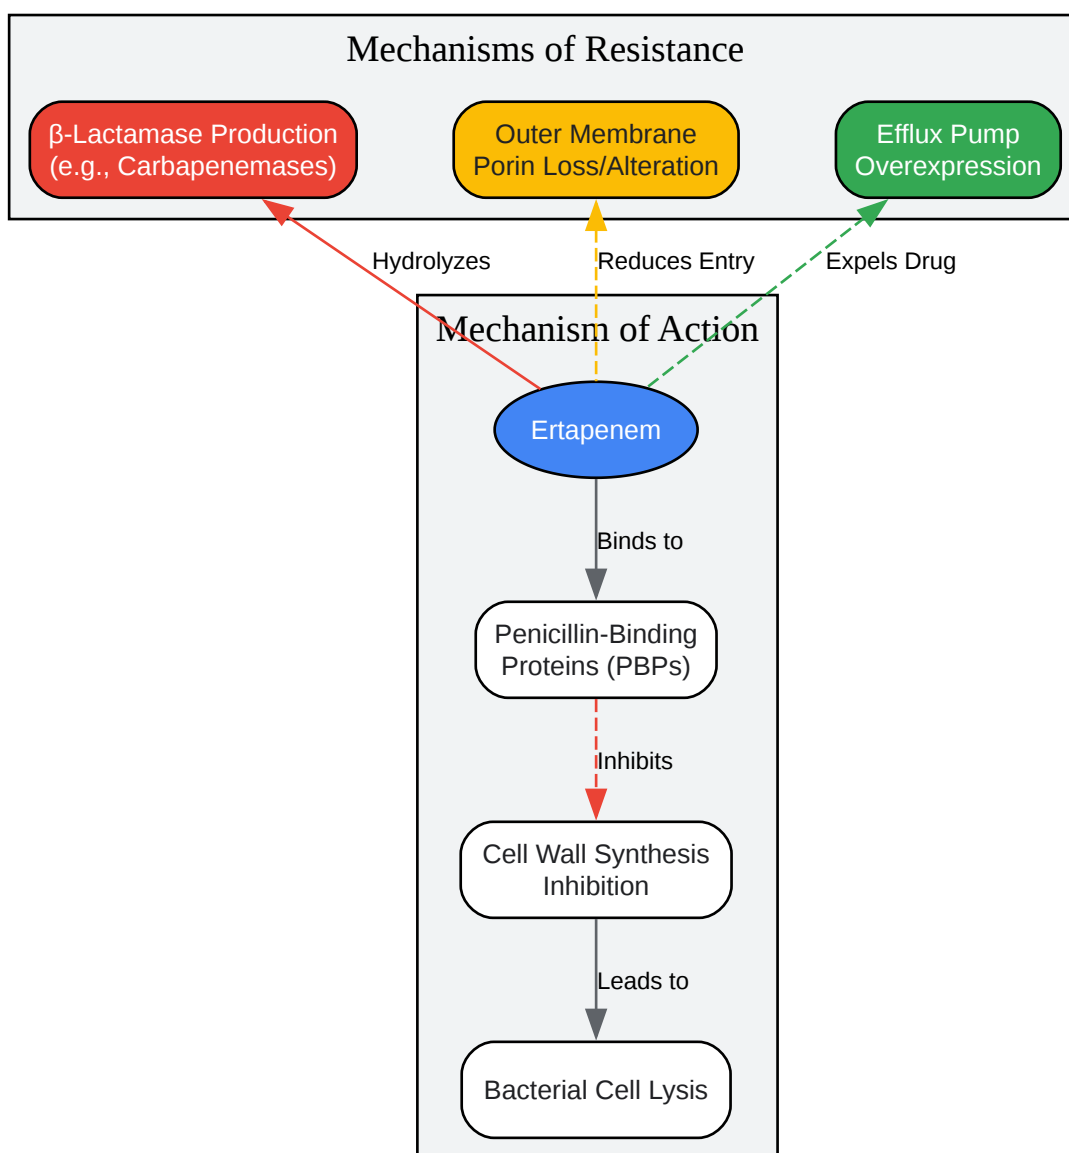 Mechanisms of Resistance
β-Lactamase Production
(e.g., Carbapenemases)
Outer Membrane
Porin Loss/Alteration
Efflux Pump
Overexpression
Hydrolyzes
Reduces Entry
Expels Drug
Mechanism of Action
Ertapenem
Binds to
Penicillin-Binding
Proteins (PBPs)
Inhibits
Cell Wall Synthesis
Inhibition
Leads to
Bacterial Cell Lysis